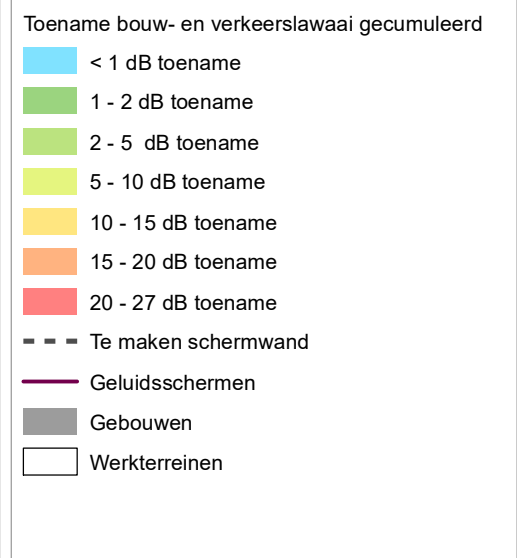 Toename bouw- en verkeerslawaai gecumuleerd
< 1 dB toename
1 - 2 dB toename
2 - 5  dB toename
5 - 10 dB toename
10 - 15 dB toename
15 - 20 dB toename
20 - 27 dB toename
Te maken schermwand
Geluidsschermen
Gebouwen
Werkterreinen